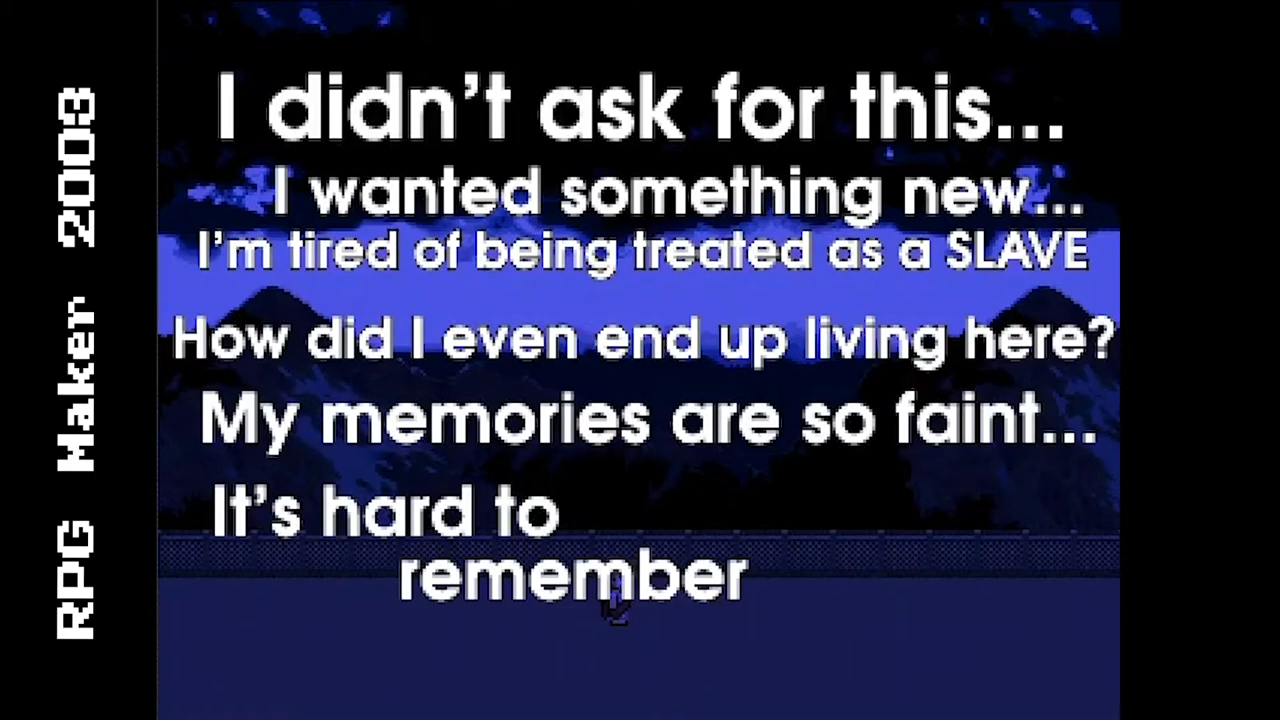 RPG Maker 2003
I didn't ask for this...
I wanted something new...
I'm tired of being treated as a SLAVE
How did I even end up living here?
My memories are so faint...
It's hard to
remember